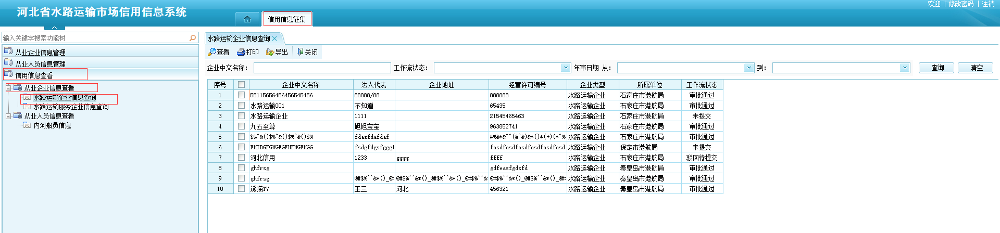 河北省水路运输市场信用信息系统
欢迎 | 修改密码 | 注销
信用信息征集
输入关键字搜索功能树
从业企业信息管理
从业人员信息管理
信用信息查看
从业企业信息查看
水路运输企业信息查询
水路运输服务企业信息查询
从业人员信息查看
内河船员信息
水路运输企业信息查询
查看 打印 导出 关闭
企业中文名称： 工作流状态： 年审日期 从： 到： 查询 清空
序号 企业中文名称 法人代表 企业地址 经营许可编号 企业类型 所属单位 工作流状态
1 55115656456456545456 88888/88 888888 水路运输企业 石家庄市港航局 审批通过
2 水路运输001 不知道 65435 水路运输企业 石家庄市港航局 审批通过
3 水路运输企业 1111 21545465463 水路运输企业 石家庄市港航局 未提交
4 九五至尊 旭旭宝宝 963852741 水路运输企业 石家庄市港航局 审批通过
5 $%^&()$%^&()$%^&()$% fdasfdafdaf #%&*&^^(&^&)&*()*(+)(*^% 水路运输企业 石家庄市港航局 审批通过
6 FHTDGFGHGFGFHFHGFHGG fsdgfdgsfgggf fasdfasdfasdfasdfasdfasd 水路运输企业 保定市港航局 未提交
7 河北信用 1233 gggg ffff 水路运输企业 石家庄市港航局 驳回待提交
8 ghfrsg gdfeasfgdsfd 水路运输企业 秦皇岛市港航局 审批通过
9 ghfrsg @#$%^^&*()_@# @#$%^^&*()_@#$%^^&*()_@#$%^^& @#$%^^&*()_@#$%^^&*()_@# 水路运输企业 秦皇岛市港航局 审批通过
10 熊猫TV 王三 河北 456321 水路运输企业 秦皇岛市港航局 审批通过